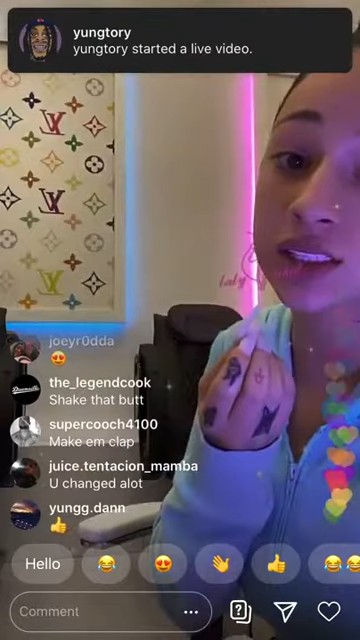 yungtory
yungtory started a live video.
joeyr0dda
😍
the_legendcook
Shake that butt
supercooch4100
Make em clap
juice.tentacion_mamba
U changed alot
yungg.dann
👍
Hello 😂 😍 👋 👍 😂😂
Comment